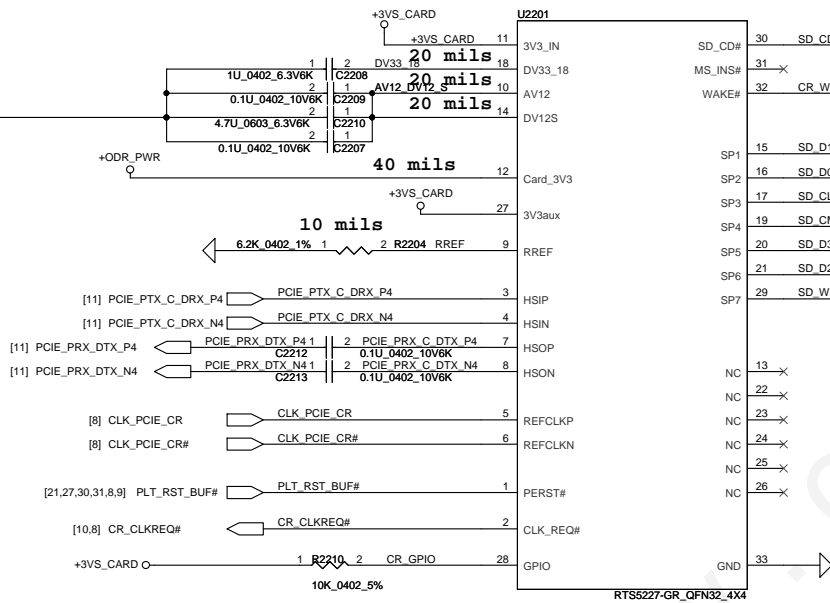 U2201
+3VS_CARD
+3VS_CARD 11 3V3_IN
1 2 DV33_18 20 mils 18 DV33_18
1U_0402_6.3V6K C2208
2 1 AV12_DV12_S 20 mils 10 AV12
0.1U_0402_10V6K C2209
2 1 20 mils 14 DV12S
4.7U_0603_6.3V6K C2210
2 1
0.1U_0402_10V6K C2207
+ODR_PWR 40 mils 12 Card_3V3
+3VS_CARD 27 3V3aux
10 mils
6.2K_0402_1% 1 2 R2204 RREF 9 RREF
[11] PCIE_PTX_C_DRX_P4 PCIE_PTX_C_DRX_P4 3 HSIP
[11] PCIE_PTX_C_DRX_N4 PCIE_PTX_C_DRX_N4 4 HSIN
[11] PCIE_PRX_DTX_P4 PCIE_PRX_DTX_P4 1 2 PCIE_PRX_C_DTX_P4 7 HSOP
C2212 0.1U_0402_10V6K
[11] PCIE_PRX_DTX_N4 PCIE_PRX_DTX_N4 1 2 PCIE_PRX_C_DTX_N4 8 HSON
C2213 0.1U_0402_10V6K
[8] CLK_PCIE_CR CLK_PCIE_CR 5 REFCLKP
[8] CLK_PCIE_CR# CLK_PCIE_CR# 6 REFCLKN
[21,27,30,31,8,9] PLT_RST_BUF# PLT_RST_BUF# 1 PERST#
[10,8] CR_CLKREQ# CR_CLKREQ# 2 CLK_REQ#
+3VS_CARD 1 R2210 2 CR_GPIO 28 GPIO
10K_0402_5%
SD_CD# 30 SD_CD
MS_INS# 31
WAKE# 32 CR_W
SP1 15 SD_D1
SP2 16 SD_D0
SP3 17 SD_CL
SP4 19 SD_CM
SP5 20 SD_D3
SP6 21 SD_D2
SP7 29 SD_W
NC 13
NC 22
NC 23
NC 24
NC 25
NC 26
GND 33
RTS5227-GR_QFN32_4X4